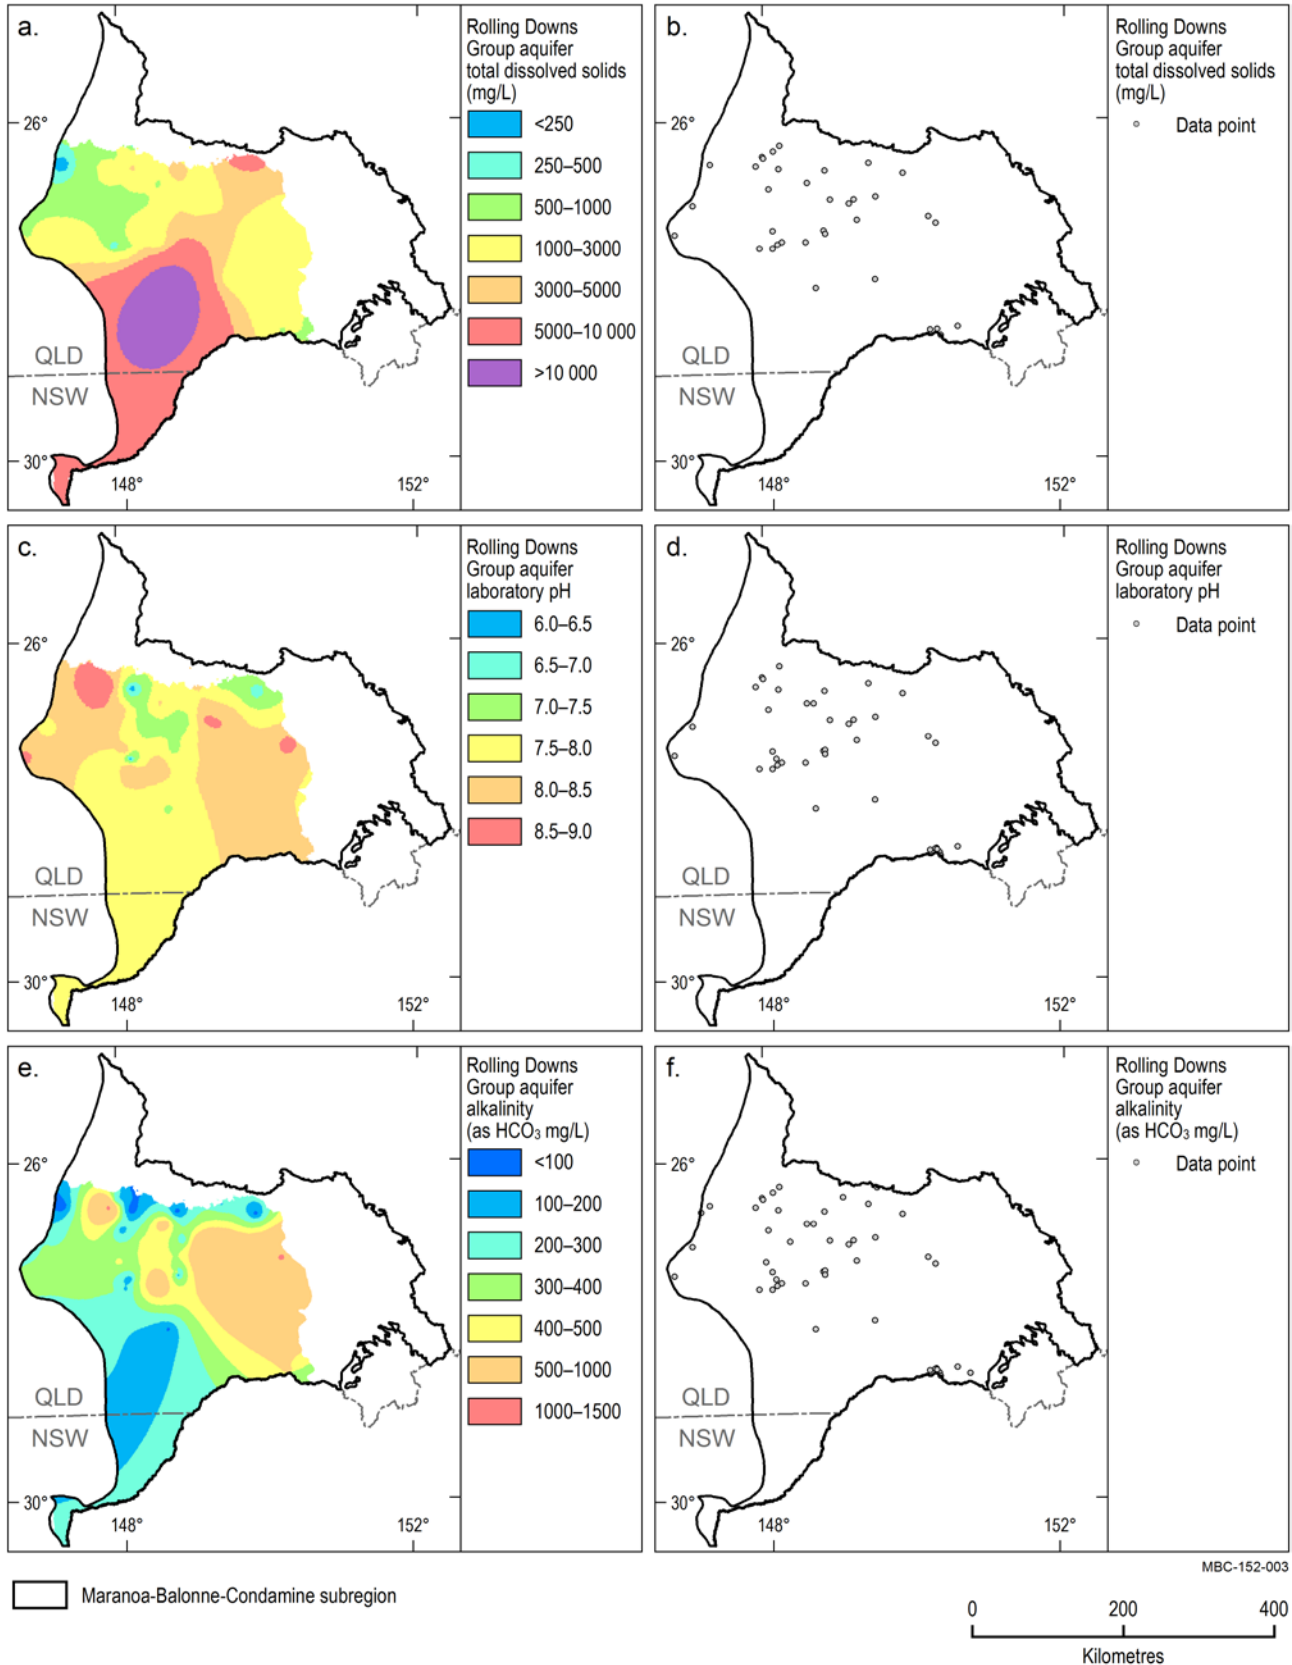 a.
Rolling Downs
Group aquifer
total dissolved solids
(mg/L)
<250
250–500
500–1000
1000–3000
3000–5000
5000–10 000
>10 000
26°
QLD
NSW
30°
148°
152°
b.
Rolling Downs
Group aquifer
total dissolved solids
(mg/L)
Data point
26°
QLD
NSW
30°
148°
152°
c.
Rolling Downs
Group aquifer
laboratory pH
6.0–6.5
6.5–7.0
7.0–7.5
7.5–8.0
8.0–8.5
8.5–9.0
26°
QLD
NSW
30°
148°
152°
d.
Rolling Downs
Group aquifer
laboratory pH
Data point
26°
QLD
NSW
30°
148°
152°
e.
Rolling Downs
Group aquifer
alkalinity
(as HCO₃ mg/L)
<100
100–200
200–300
300–400
400–500
500–1000
1000–1500
26°
QLD
NSW
30°
148°
152°
f.
Rolling Downs
Group aquifer
alkalinity
(as HCO₃ mg/L)
Data point
26°
QLD
NSW
30°
148°
152°
MBC-152-003
Maranoa-Balonne-Condamine subregion
0 200 400
Kilometres